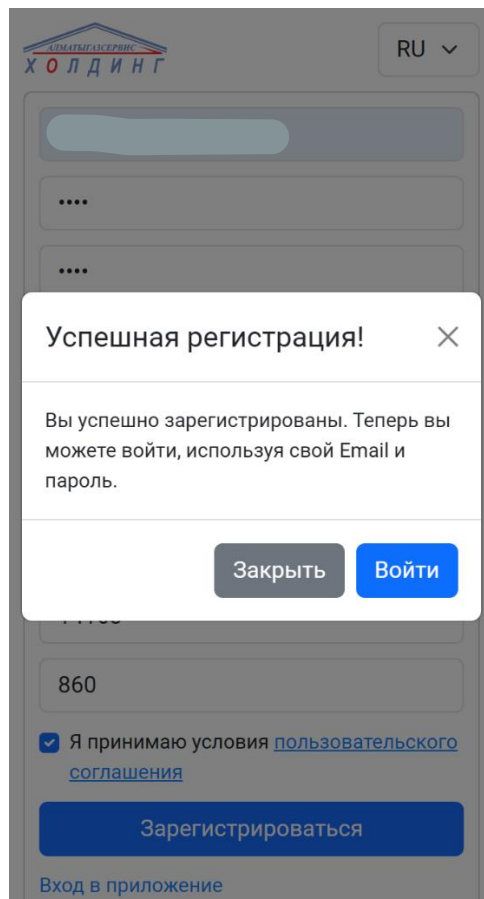 АЛМАТЫГАЗСЕРВИС
ХОЛДИНГ
RU
••••
••••
Успешная регистрация!
Вы успешно зарегистрированы. Теперь вы
можете войти, используя свой Email и
пароль.
Закрыть
Войти
860
Я принимаю условия пользовательского
соглашения
Зарегистрироваться
Вход в приложение